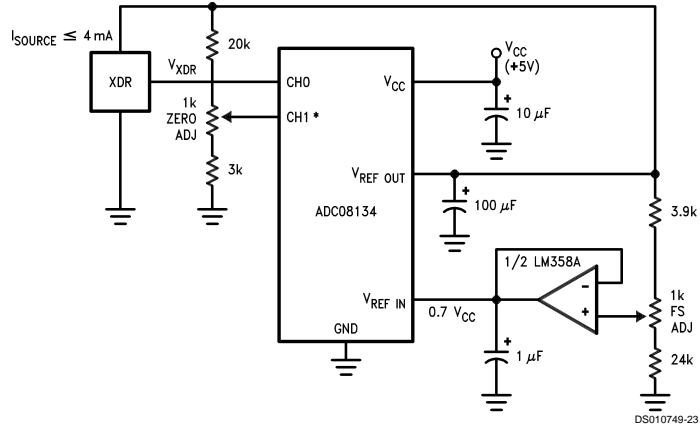 I_SOURCE ≤ 4 mA
XDR
V_XDR
20k
1k
ZERO
ADJ
3k
CH0
CH1 *
ADC08134
GND
V_CC
V_REF OUT
V_REF IN
V_CC
(+5V)
+
10 µF
+
100 µF
3.9k
1/2 LM358A
−
+
0.7 V_CC
+
1 µF
1k
FS
ADJ
24k
DS010749-23